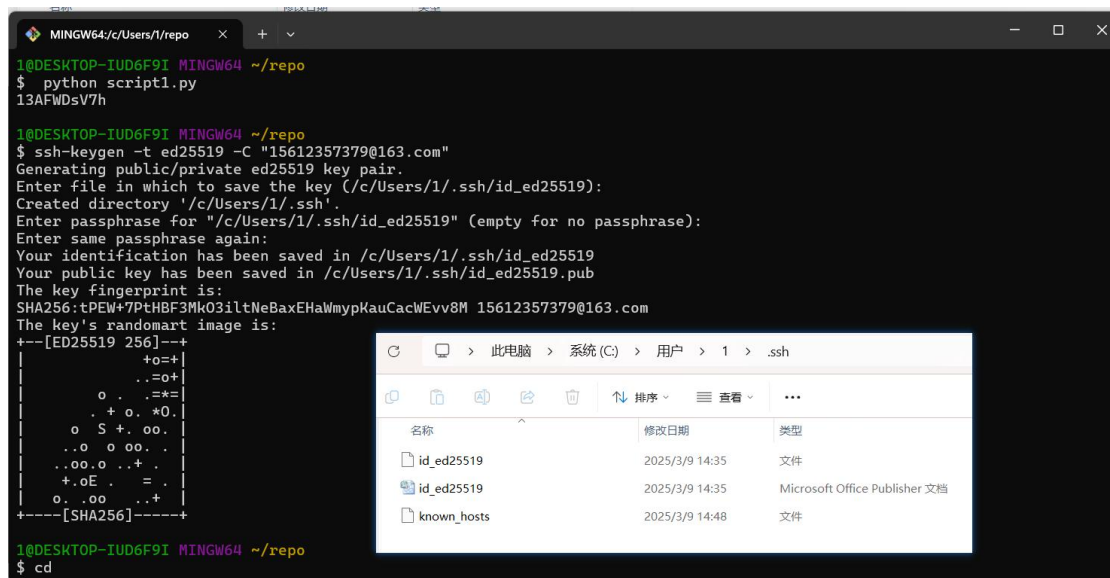 MINGW64:/c/Users/1/repo
1@DESKTOP-IUD6F9I MINGW64 ~/repo
$  python script1.py
13AFWDsV7h
1@DESKTOP-IUD6F9I MINGW64 ~/repo
$ ssh-keygen -t ed25519 -C "15612357379@163.com"
Generating public/private ed25519 key pair.
Enter file in which to save the key (/c/Users/1/.ssh/id_ed25519):
Created directory '/c/Users/1/.ssh'.
Enter passphrase for "/c/Users/1/.ssh/id_ed25519" (empty for no passphrase):
Enter same passphrase again:
Your identification has been saved in /c/Users/1/.ssh/id_ed25519
Your public key has been saved in /c/Users/1/.ssh/id_ed25519.pub
The key fingerprint is:
SHA256:tPEW+7PtHBF3MkO3iltNeBaxEHaWmypKauCacWEvv8M 15612357379@163.com
The key's randomart image is:
+--[ED25519 256]--+
|             +o=+|
|            ..=o+|
|        o .  .=*=|
|       . + o. *O.|
|     o  S +. oo. |
|    ..o  o oo. . |
|   ..oo.o ..+ .  |
|    +.oE .   = . |
|   o. .oo   ..+  |
+----[SHA256]-----+
1@DESKTOP-IUD6F9I MINGW64 ~/repo
$ cd
此电脑 > 系统 (C:) > 用户 > 1 > .ssh
排序 查看 ...
名称 修改日期 类型
id_ed25519 2025/3/9 14:35 文件
id_ed25519 2025/3/9 14:35 Microsoft Office Publisher 文档
known_hosts 2025/3/9 14:48 文件